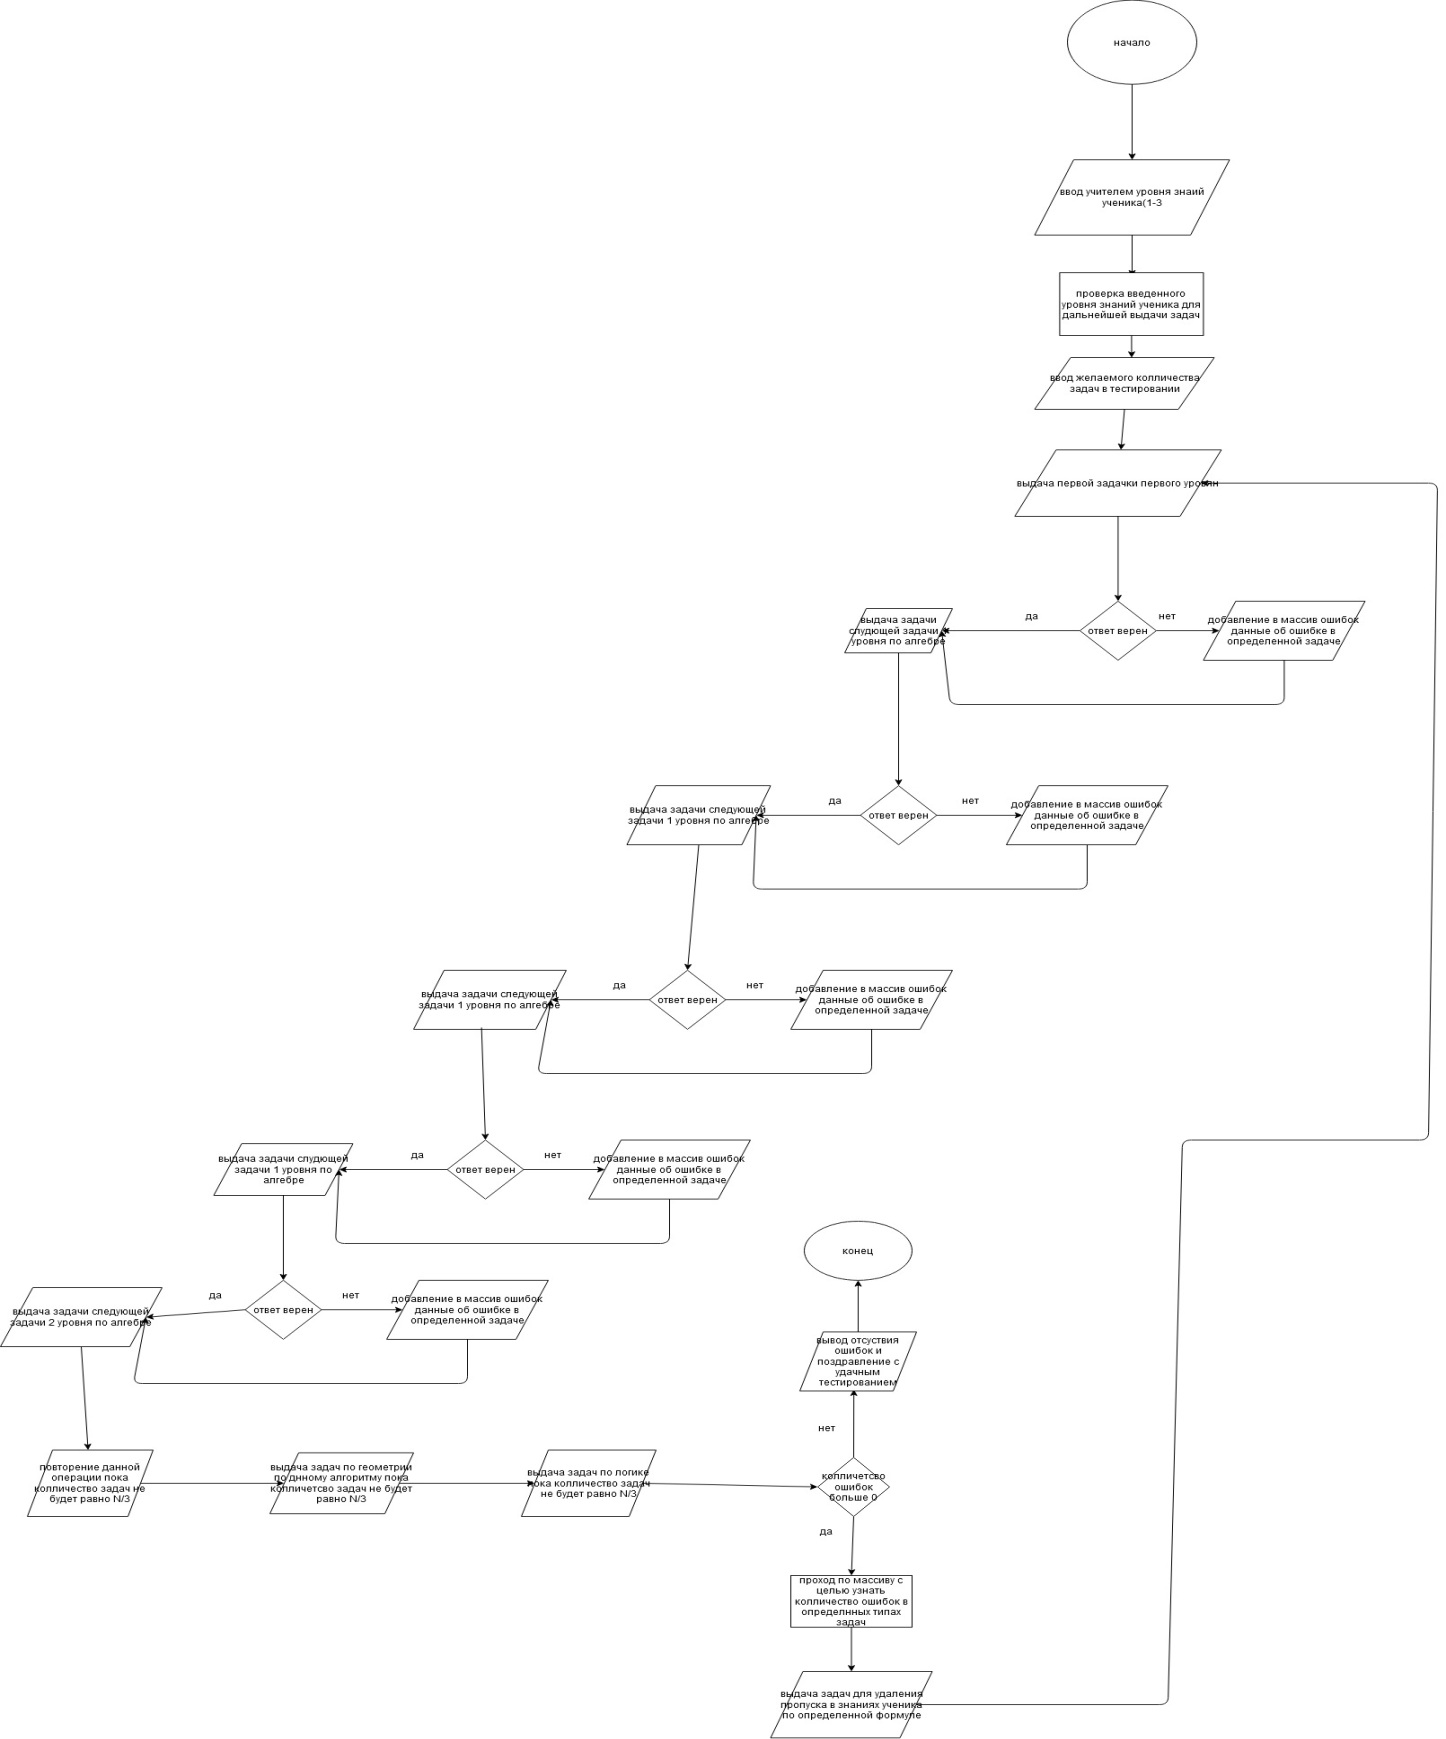 начало
ввод учителем уровня знаий
ученика(1-3
проверка введенного
уровня знаний ученика для
дальнейшей выдачи задач
ввод желаемого колличества
задач в тестировании
выдача первой задачки первого уровян
выдача задачи
слудющей задачи
уровня по алгебре
да
ответ верен
нет
добавление в массив ошибок
данные об ошибке в
определенной задаче
выдача задачи следующей
задачи 1 уровня по алгебре
да
ответ верен
нет
добавление в массив ошибок
данные об ошибке в
определенной задаче
выдача задачи следующей
задачи 1 уровня по алгебре
да
ответ верен
нет
добавление в массив ошибок
данные об ошибке в
определенной задаче
выдача задачи слудющей
задачи 1 уровня по
алгебре
да
ответ верен
нет
добавление в массив ошибок
данные об ошибке в
определенной задаче
выдача задачи следующей
задачи 2 уровня по алгебре
да
ответ верен
нет
добавление в массив ошибок
данные об ошибке в
определенной задаче
конец
вывод отсуствия
ошибок и
поздравление с
удачным
тестированием
нет
повторение данной
операции пока
колличество задач не
будет равно N/3
выдача задач по геометрии
по днному алгоритму пока
колличетсво задач не будет
равно N/3
выдача задач по логике
пока колличество задач
не будет равно N/3
колличетсво
ошибок
больше 0
да
проход по массиву с
целью узнать
колличество ошибок в
определнных типах
задач
выдача задач для удаления
пропуска в знаниях ученика
по определенной формуле